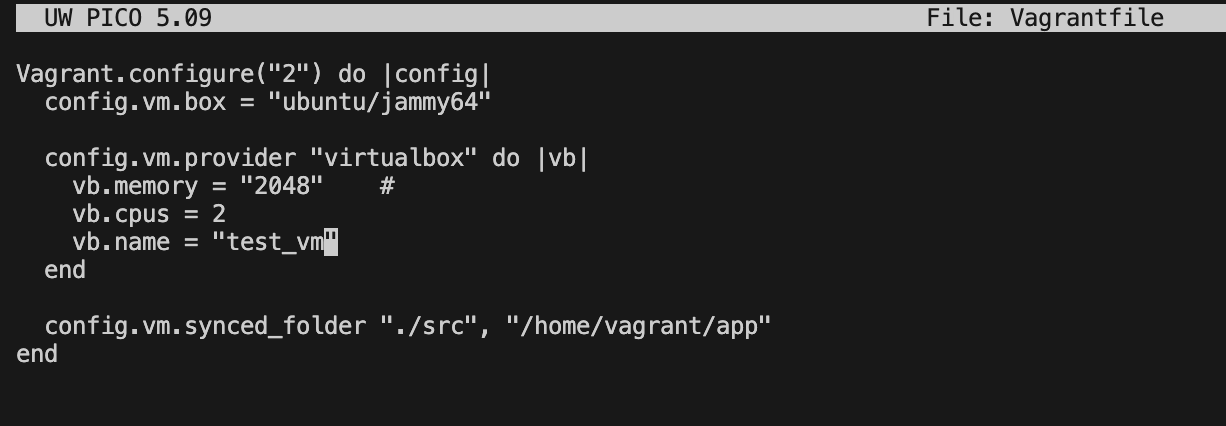 UW PICO 5.09 File: Vagrantfile
Vagrant.configure("2") do |config|
  config.vm.box = "ubuntu/jammy64"
  config.vm.provider "virtualbox" do |vb|
    vb.memory = "2048"    #
    vb.cpus = 2
    vb.name = "test_vm"
  end
  config.vm.synced_folder "./src", "/home/vagrant/app"
end